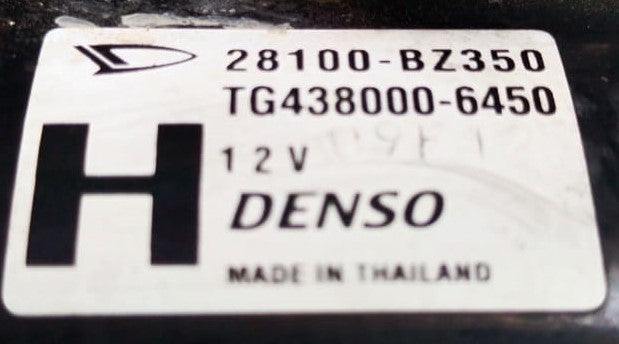 28100-BZ350
TG438000-6450
H
12V
DENSO
MADE IN THAILAND